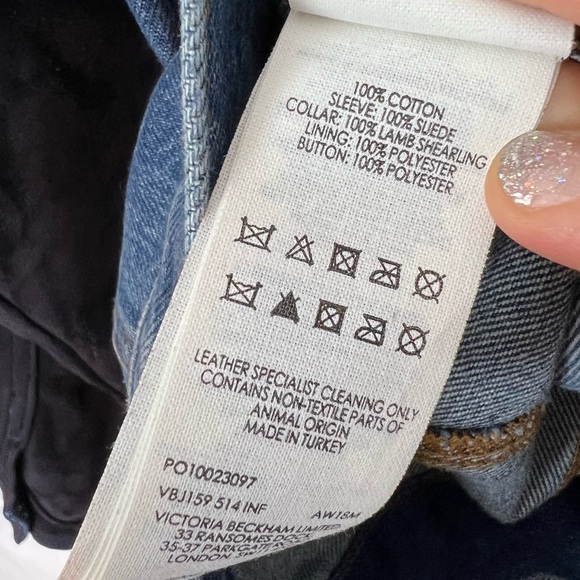 100% COTTON
SLEEVE: 100% SUEDE
COLLAR: 100% LAMB SHEARLING
LINING: 100% POLYESTER
BUTTON: 100% POLYESTER
LEATHER SPECIALIST CLEANING ONLY
CONTAINS NON-TEXTILE PARTS OF
ANIMAL ORIGIN
MADE IN TURKEY
PO10023097
VBJ159 514 INF AW18M
VICTORIA BECKHAM LIMITED
33 RANSOMES DOCK
35-37 PARKGATE
LONDON